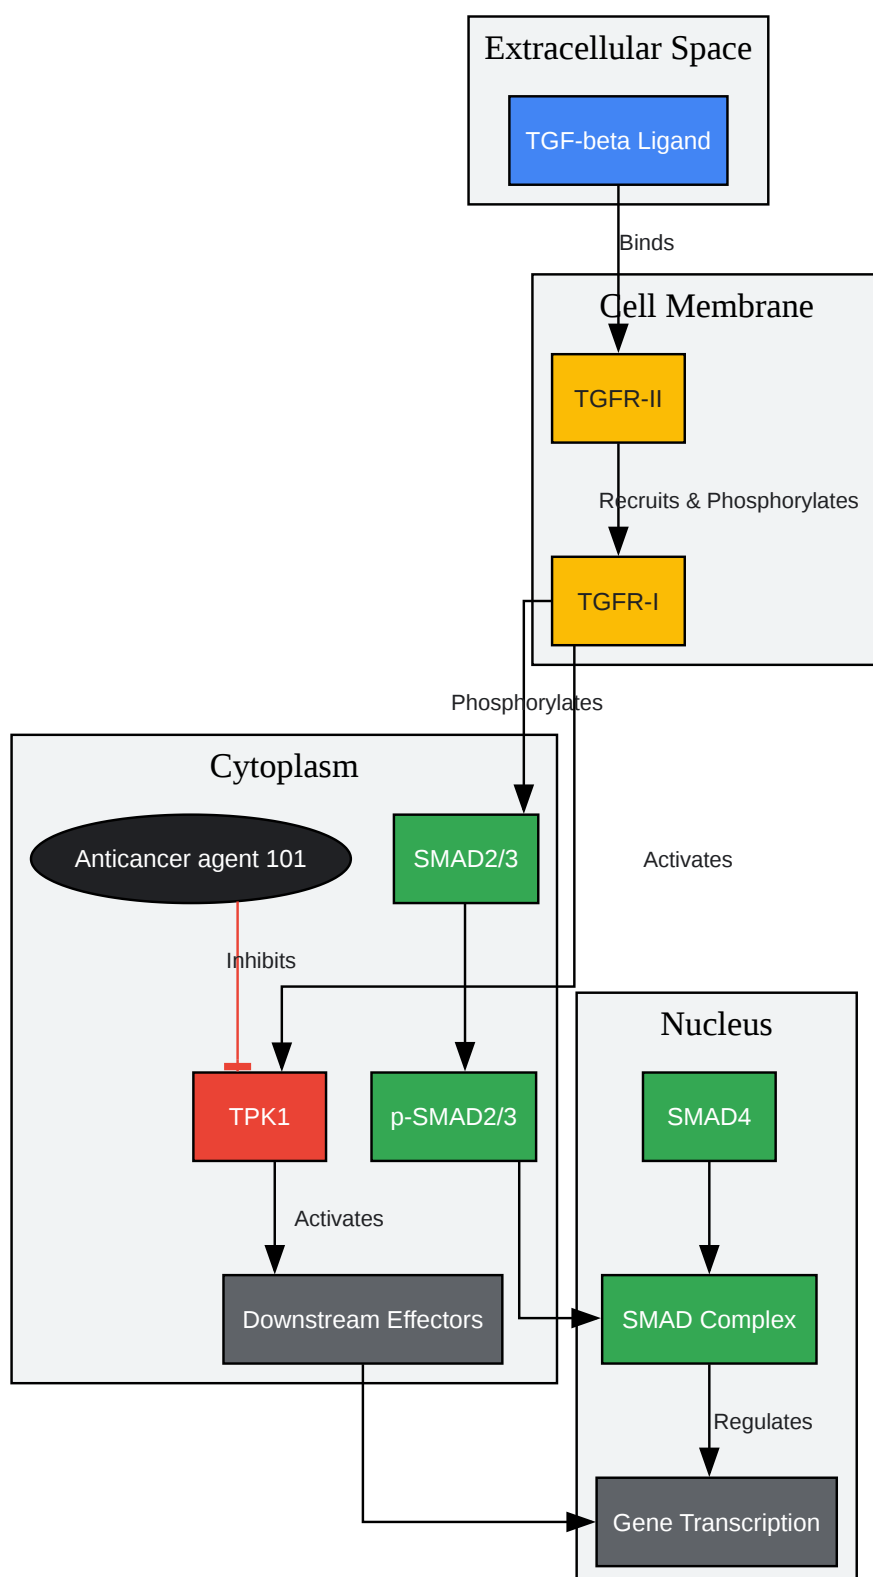 Extracellular Space
TGF-beta Ligand
Binds
Cell Membrane
TGFR-II
Recruits & Phosphorylates
TGFR-I
Phosphorylates
Cytoplasm
Anticancer agent 101
SMAD2/3
Activates
Inhibits
Nucleus
TPK1
p-SMAD2/3
SMAD4
Activates
Downstream Effectors
SMAD Complex
Regulates
Gene Transcription